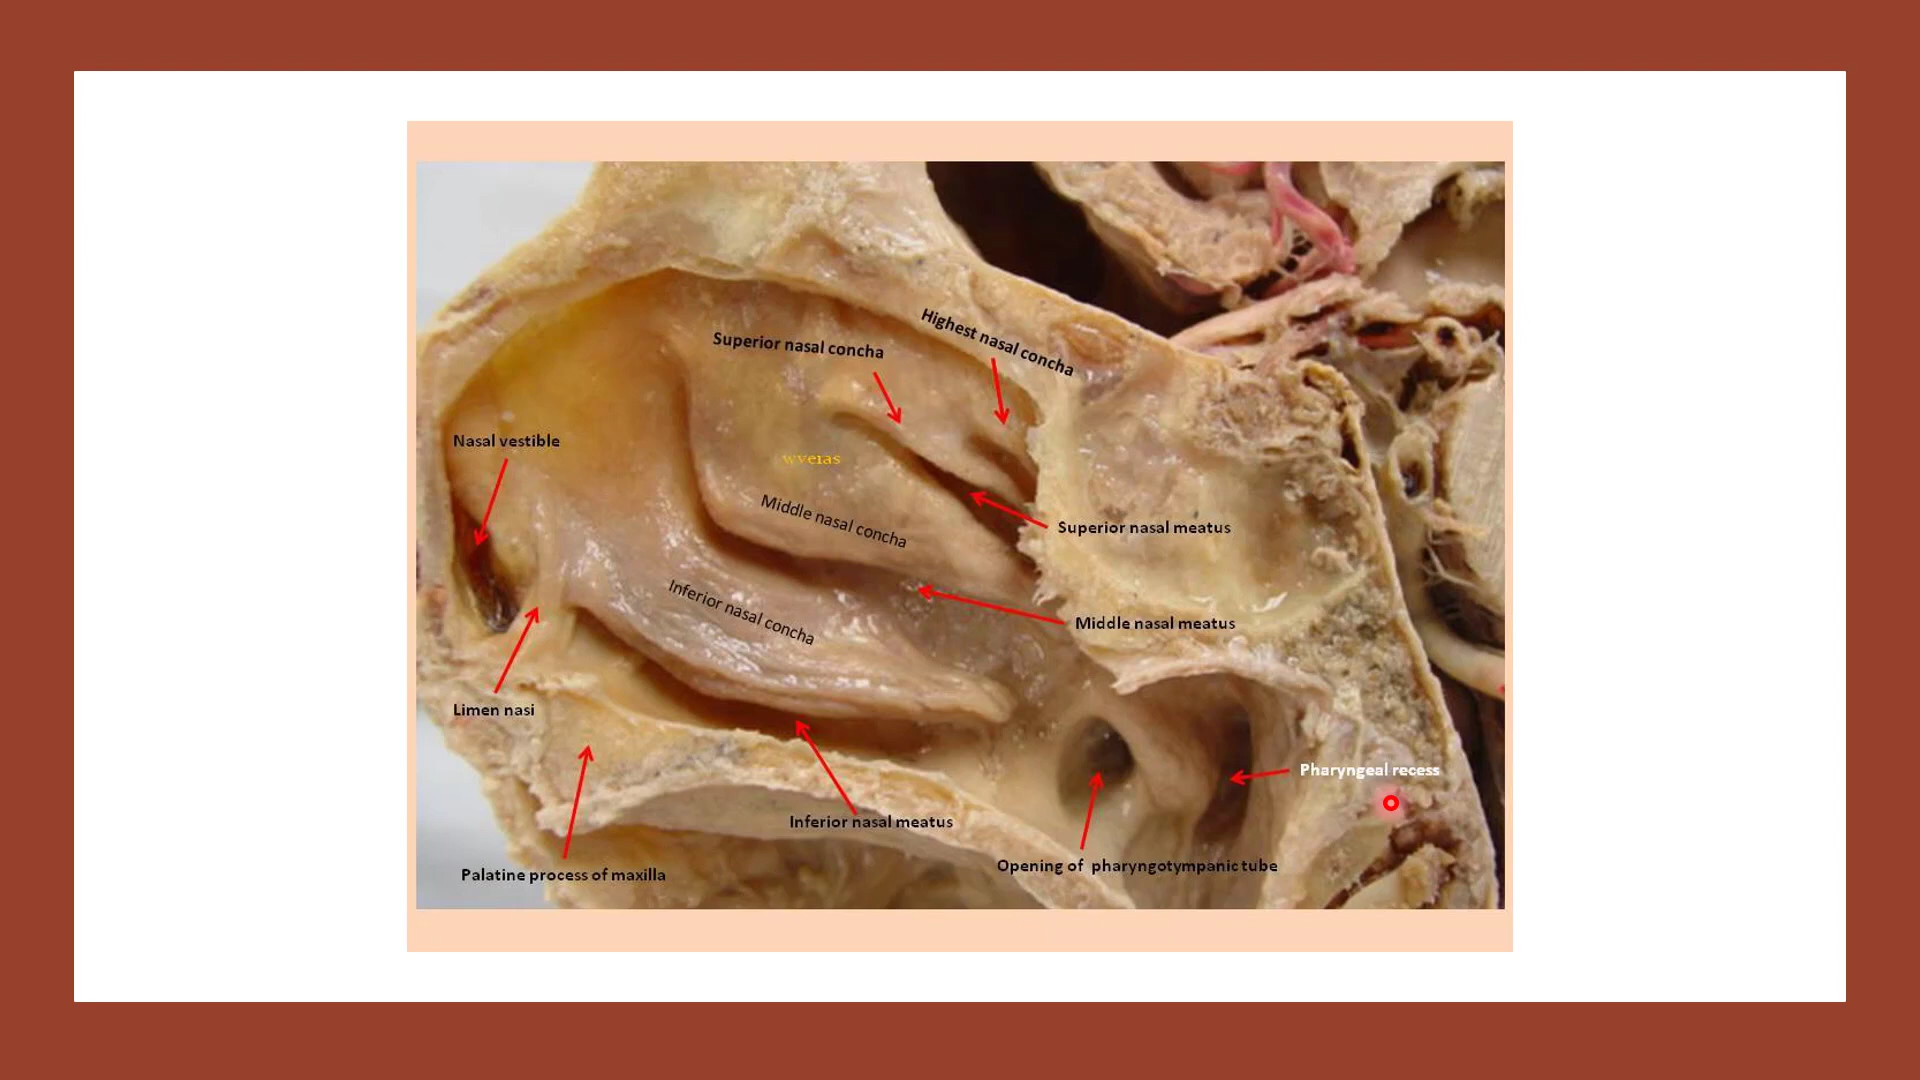 Highest nasal concha
Superior nasal concha
Nasal vestible
wveras
Middle nasal concha
Superior nasal meatus
Inferior nasal concha
Middle nasal meatus
Limen nasi
Pharyngeal recess
Inferior nasal meatus
Opening of pharyngotympanic tube
Palatine process of maxilla